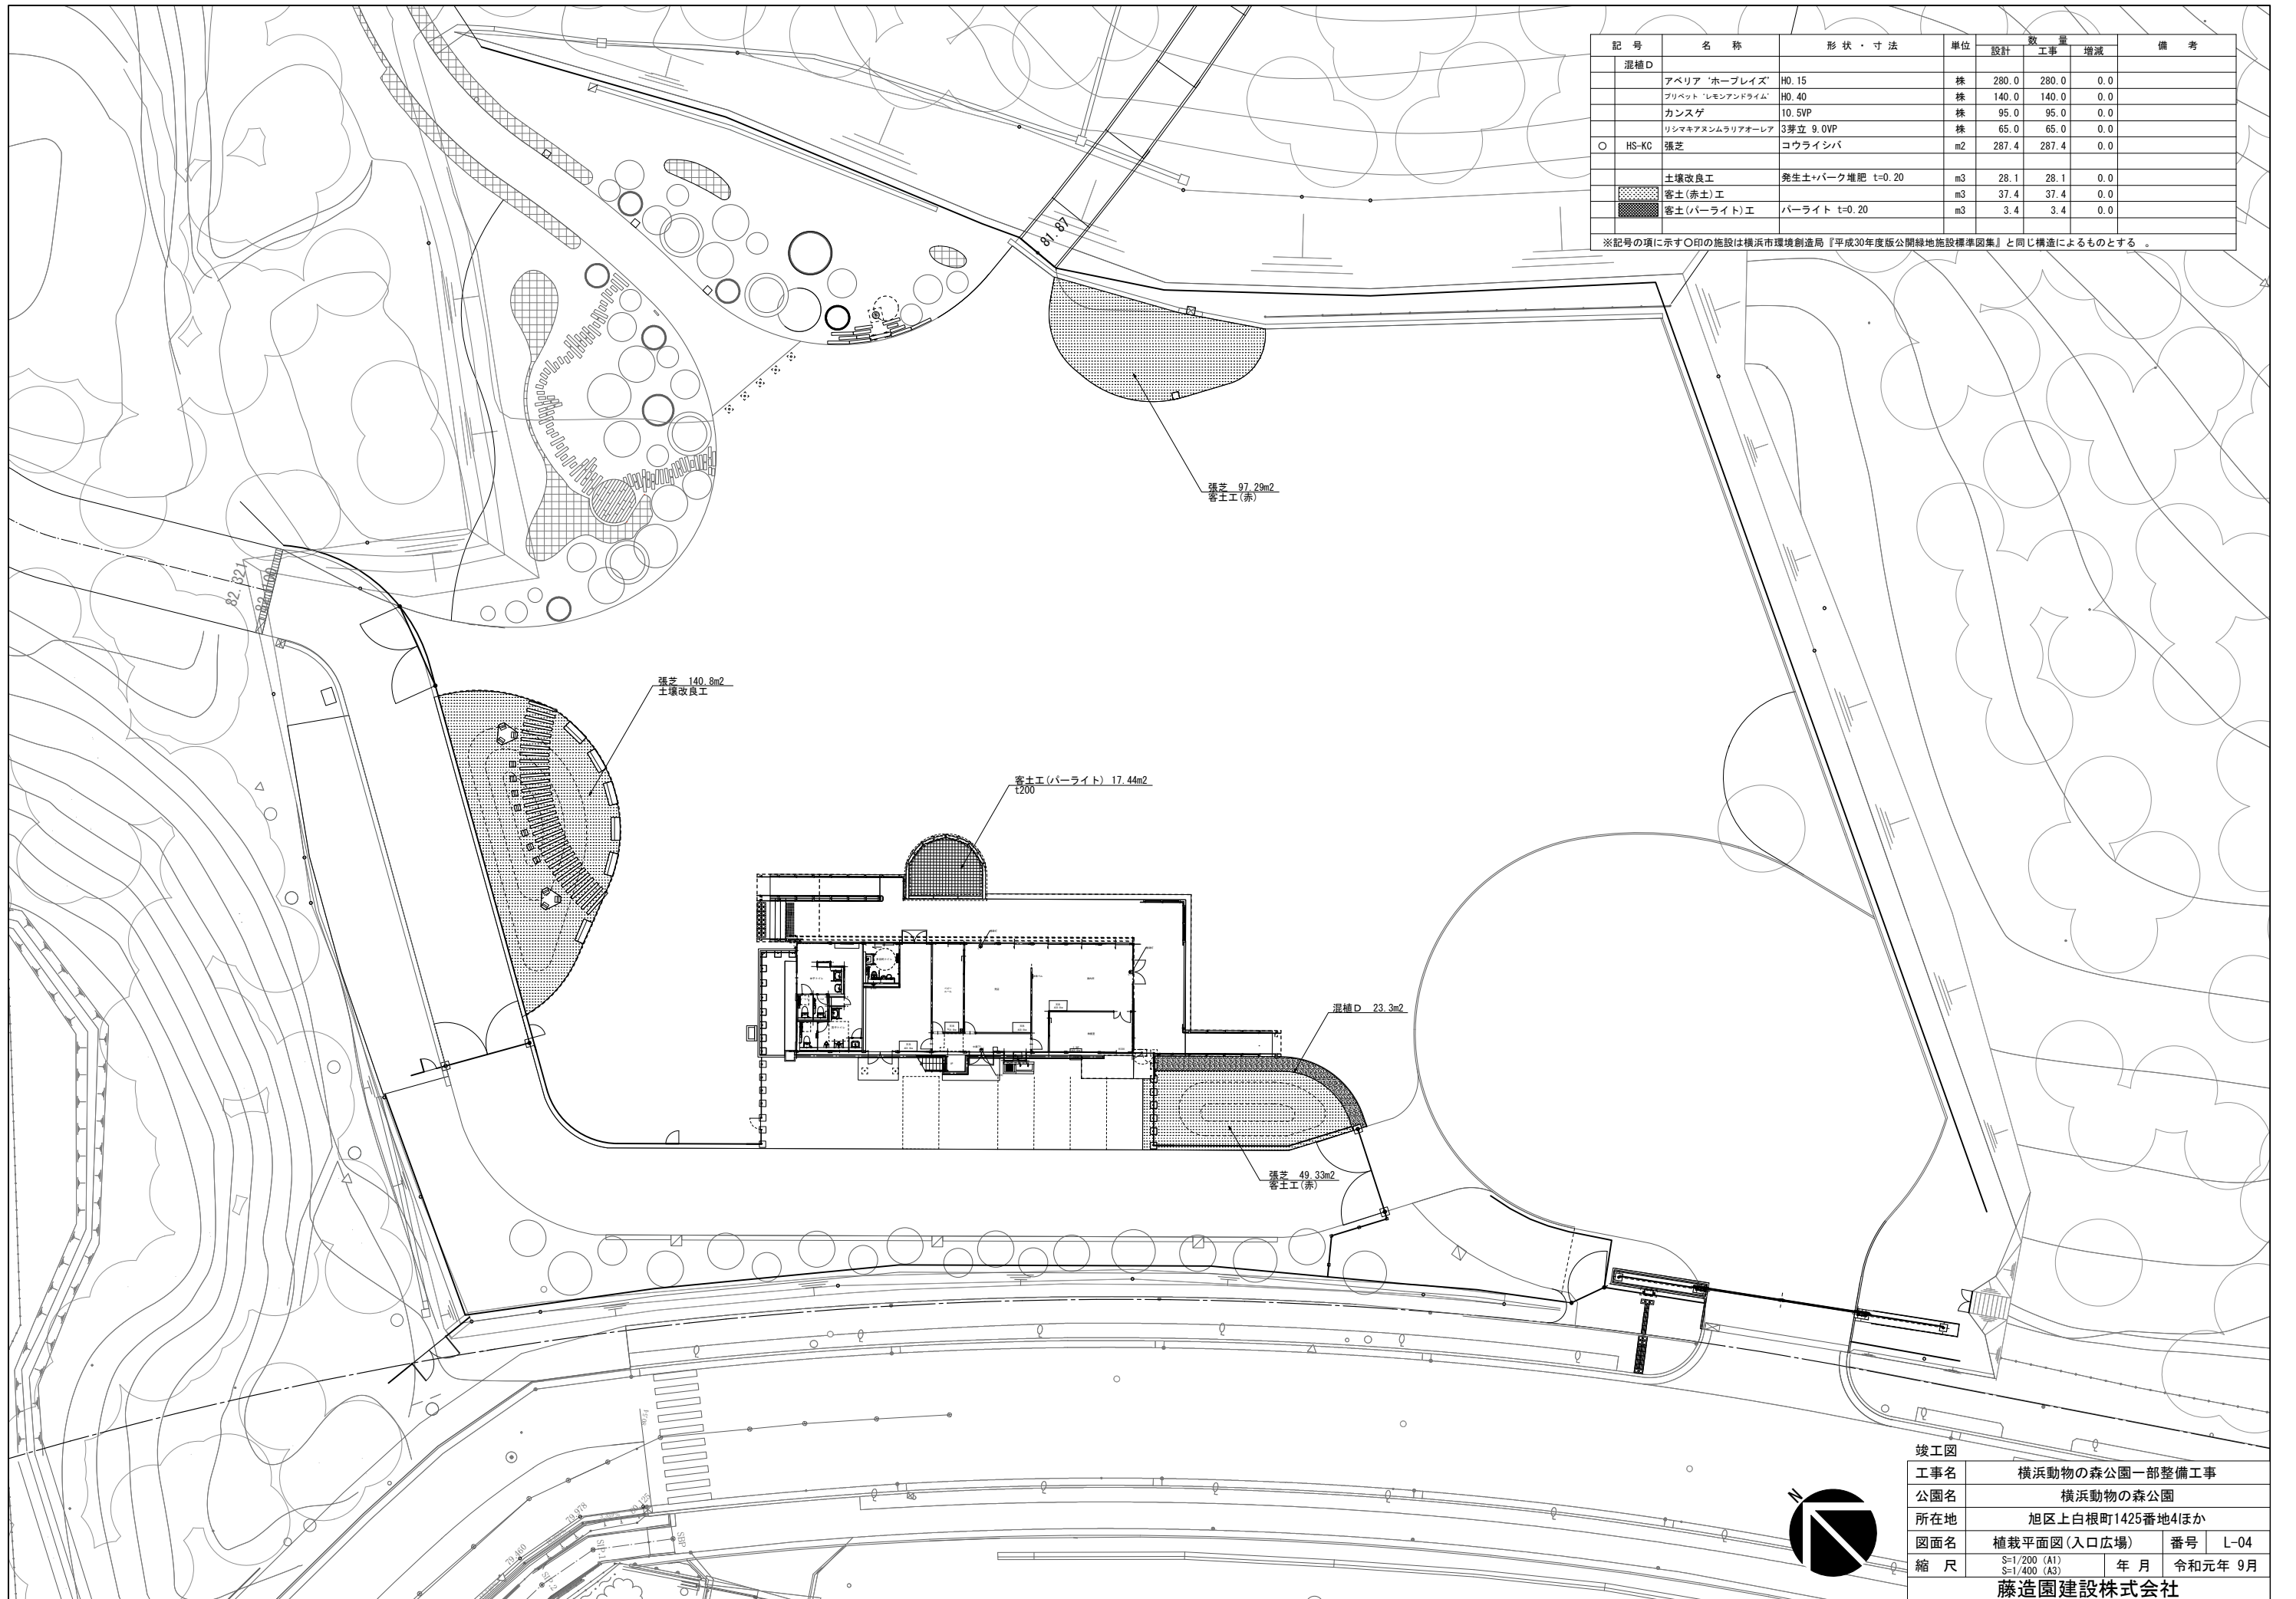 記 号 名 称 形 状 ・ 寸 法 単位 数 量 備 考
設計 工事 増減
混植D
アベリア ‘ホープレイズ’ H0.15 株 280.0 280.0 0.0
プリペット ‘レモンアンドライム’ H0.40 株 140.0 140.0 0.0
カンスゲ 10.5VP 株 95.0 95.0 0.0
リシマキアヌンムラリアオーレア 3芽立 9.0VP 株 65.0 65.0 0.0
○ HS-KC 張芝 コウライシバ m2 287.4 287.4 0.0
土壌改良工 発生土+バーク堆肥 t=0.20 m3 28.1 28.1 0.0
客土(赤土)工 m3 37.4 37.4 0.0
客土(パーライト)工 パーライト t=0.20 m3 3.4 3.4 0.0
※記号の項に示す○印の施設は横浜市環境創造局『平成30年度版公園緑地施設標準図集』と同じ構造によるものとする 。
81.87
張芝 97.29m2
客土工(赤)
82.321
張芝 140.8m2
土壌改良工
客土工(パーライト) 17.44m2
t200
混植D 23.3m2
張芝 49.33m2
客土工(赤)
79.978
79.460
SBP
N
竣工図
工事名 横浜動物の森公園一部整備工事
公園名 横浜動物の森公園
所在地 旭区上白根町1425番地4ほか
図面名 植栽平面図(入口広場) 番号 L-04
縮 尺 S=1/200 (A1) 年 月 令和元年 9月
S=1/400 (A3)
藤造園建設株式会社